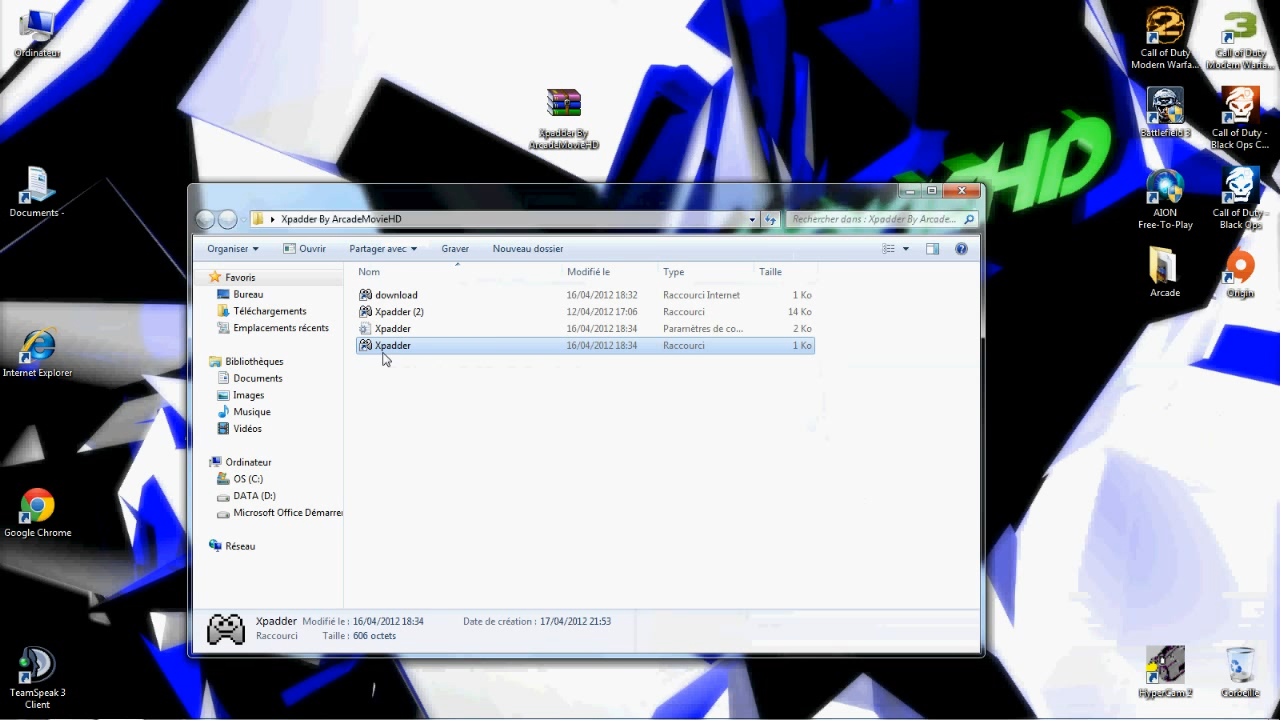 Ordinateur
Documents -
Internet Explorer
Google Chrome
TeamSpeak 3
Client
Xpadder By
ArcadeMovieHD
Call of Duty
Modern Warfa...
Call of Duty
Modern Warfa...
Battlefield 3
Call of Duty -
Black Ops C...
AION
Free-To-Play
Call of Duty -
Black Ops
Arcade
Origin
HyperCam 2
Corbeille
HD
Xpadder By ArcadeMovieHD
Rechercher dans : Xpadder By Arcade...
Organiser
Ouvrir
Partager avec
Graver
Nouveau dossier
Favoris
Bureau
Téléchargements
Emplacements récents
Bibliothèques
Documents
Images
Musique
Vidéos
Ordinateur
OS (C:)
DATA (D:)
Microsoft Office Démarrer
Réseau
Nom Modifié le Type Taille
download 16/04/2012 18:32 Raccourci Internet 1 Ko
Xpadder (2) 12/04/2012 17:06 Raccourci 14 Ko
Xpadder 16/04/2012 18:34 Paramètres de co... 2 Ko
Xpadder 16/04/2012 18:34 Raccourci 1 Ko
Xpadder Modifié le : 16/04/2012 18:34 Date de création : 17/04/2012 21:53
Raccourci Taille : 606 octets